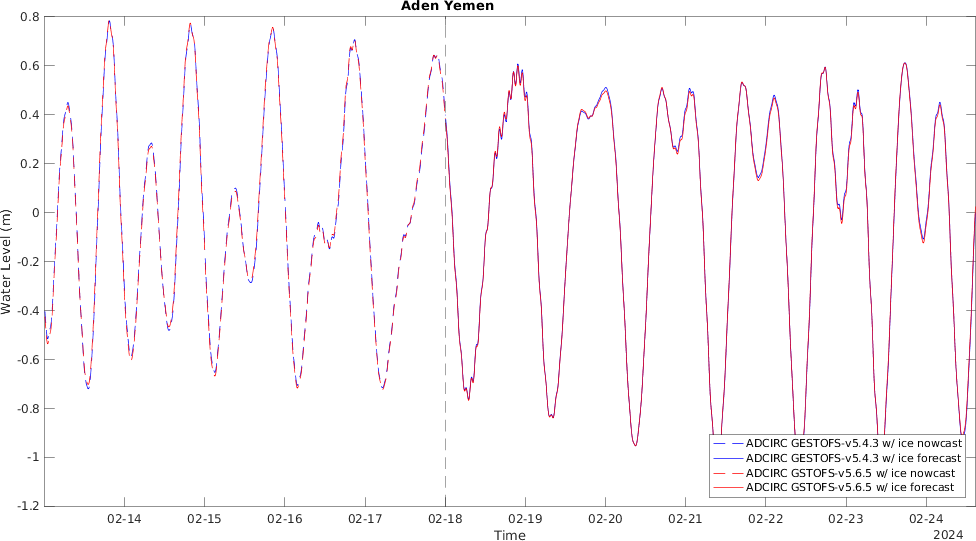 Aden Yemen
0.8
0.6
0.4
0.2
0
-0.2
-0.4
-0.6
-0.8
-1
-1.2
Water Level (m)
02-14 02-15 02-16 02-17 02-18 02-19 02-20 02-21 02-22 02-23 02-24
Time
2024
ADCIRC GESTOFS-v5.4.3 w/ ice nowcast
ADCIRC GESTOFS-v5.4.3 w/ ice forecast
ADCIRC GSTOFS-v5.6.5 w/ ice nowcast
ADCIRC GSTOFS-v5.6.5 w/ ice forecast